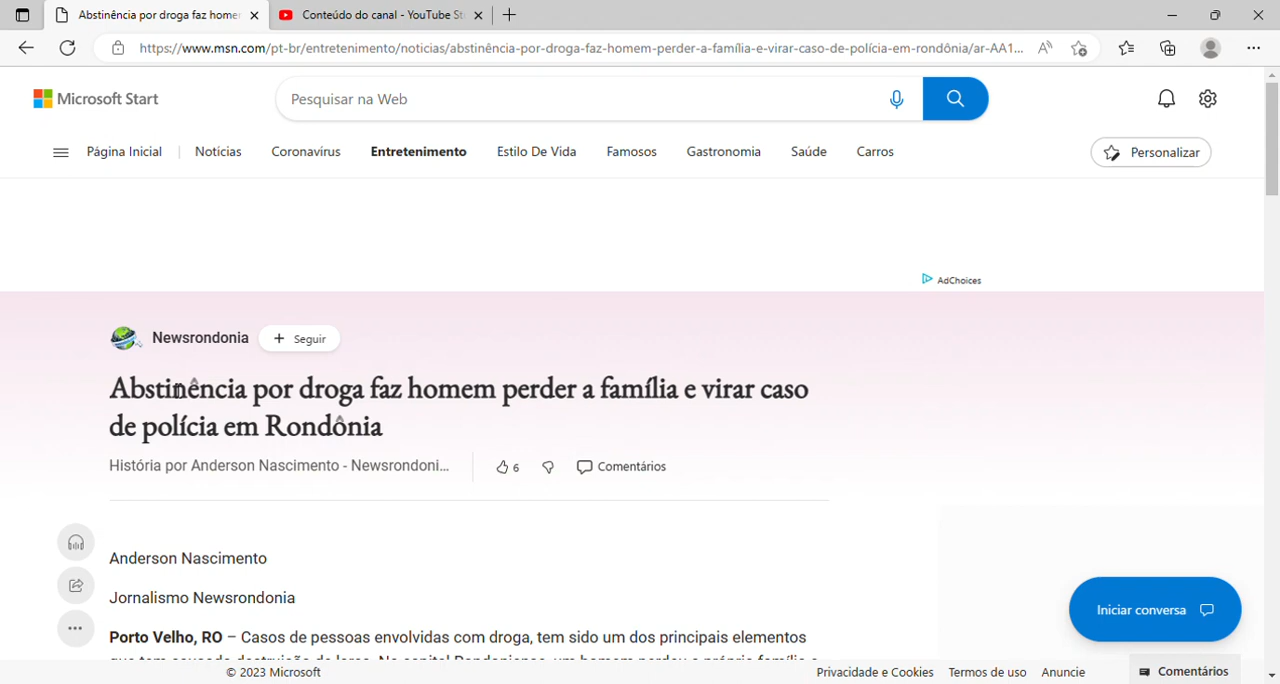 Abstinência por droga faz homem
Conteúdo do canal - YouTube St
https://www.msn.com/pt-br/entretenimento/noticias/abstinência-por-droga-faz-homem-perder-a-família-e-virar-caso-de-polícia-em-rondônia/ar-AA1...
Microsoft Start
Pesquisar na Web
Página Inicial
Notícias
Coronavírus
Entretenimento
Estilo De Vida
Famosos
Gastronomia
Saúde
Carros
Personalizar
AdChoices
Newsrondonia
Seguir
Abstinência por droga faz homem perder a família e virar caso
de polícia em Rondônia
História por Anderson Nascimento - Newsrondoni...
6
Comentários
Anderson Nascimento
Jornalismo Newsrondonia
Iniciar conversa
Porto Velho, RO – Casos de pessoas envolvidas com droga, tem sido um dos principais elementos
© 2023 Microsoft
Privacidade e Cookies
Termos de uso
Anuncie
Comentários